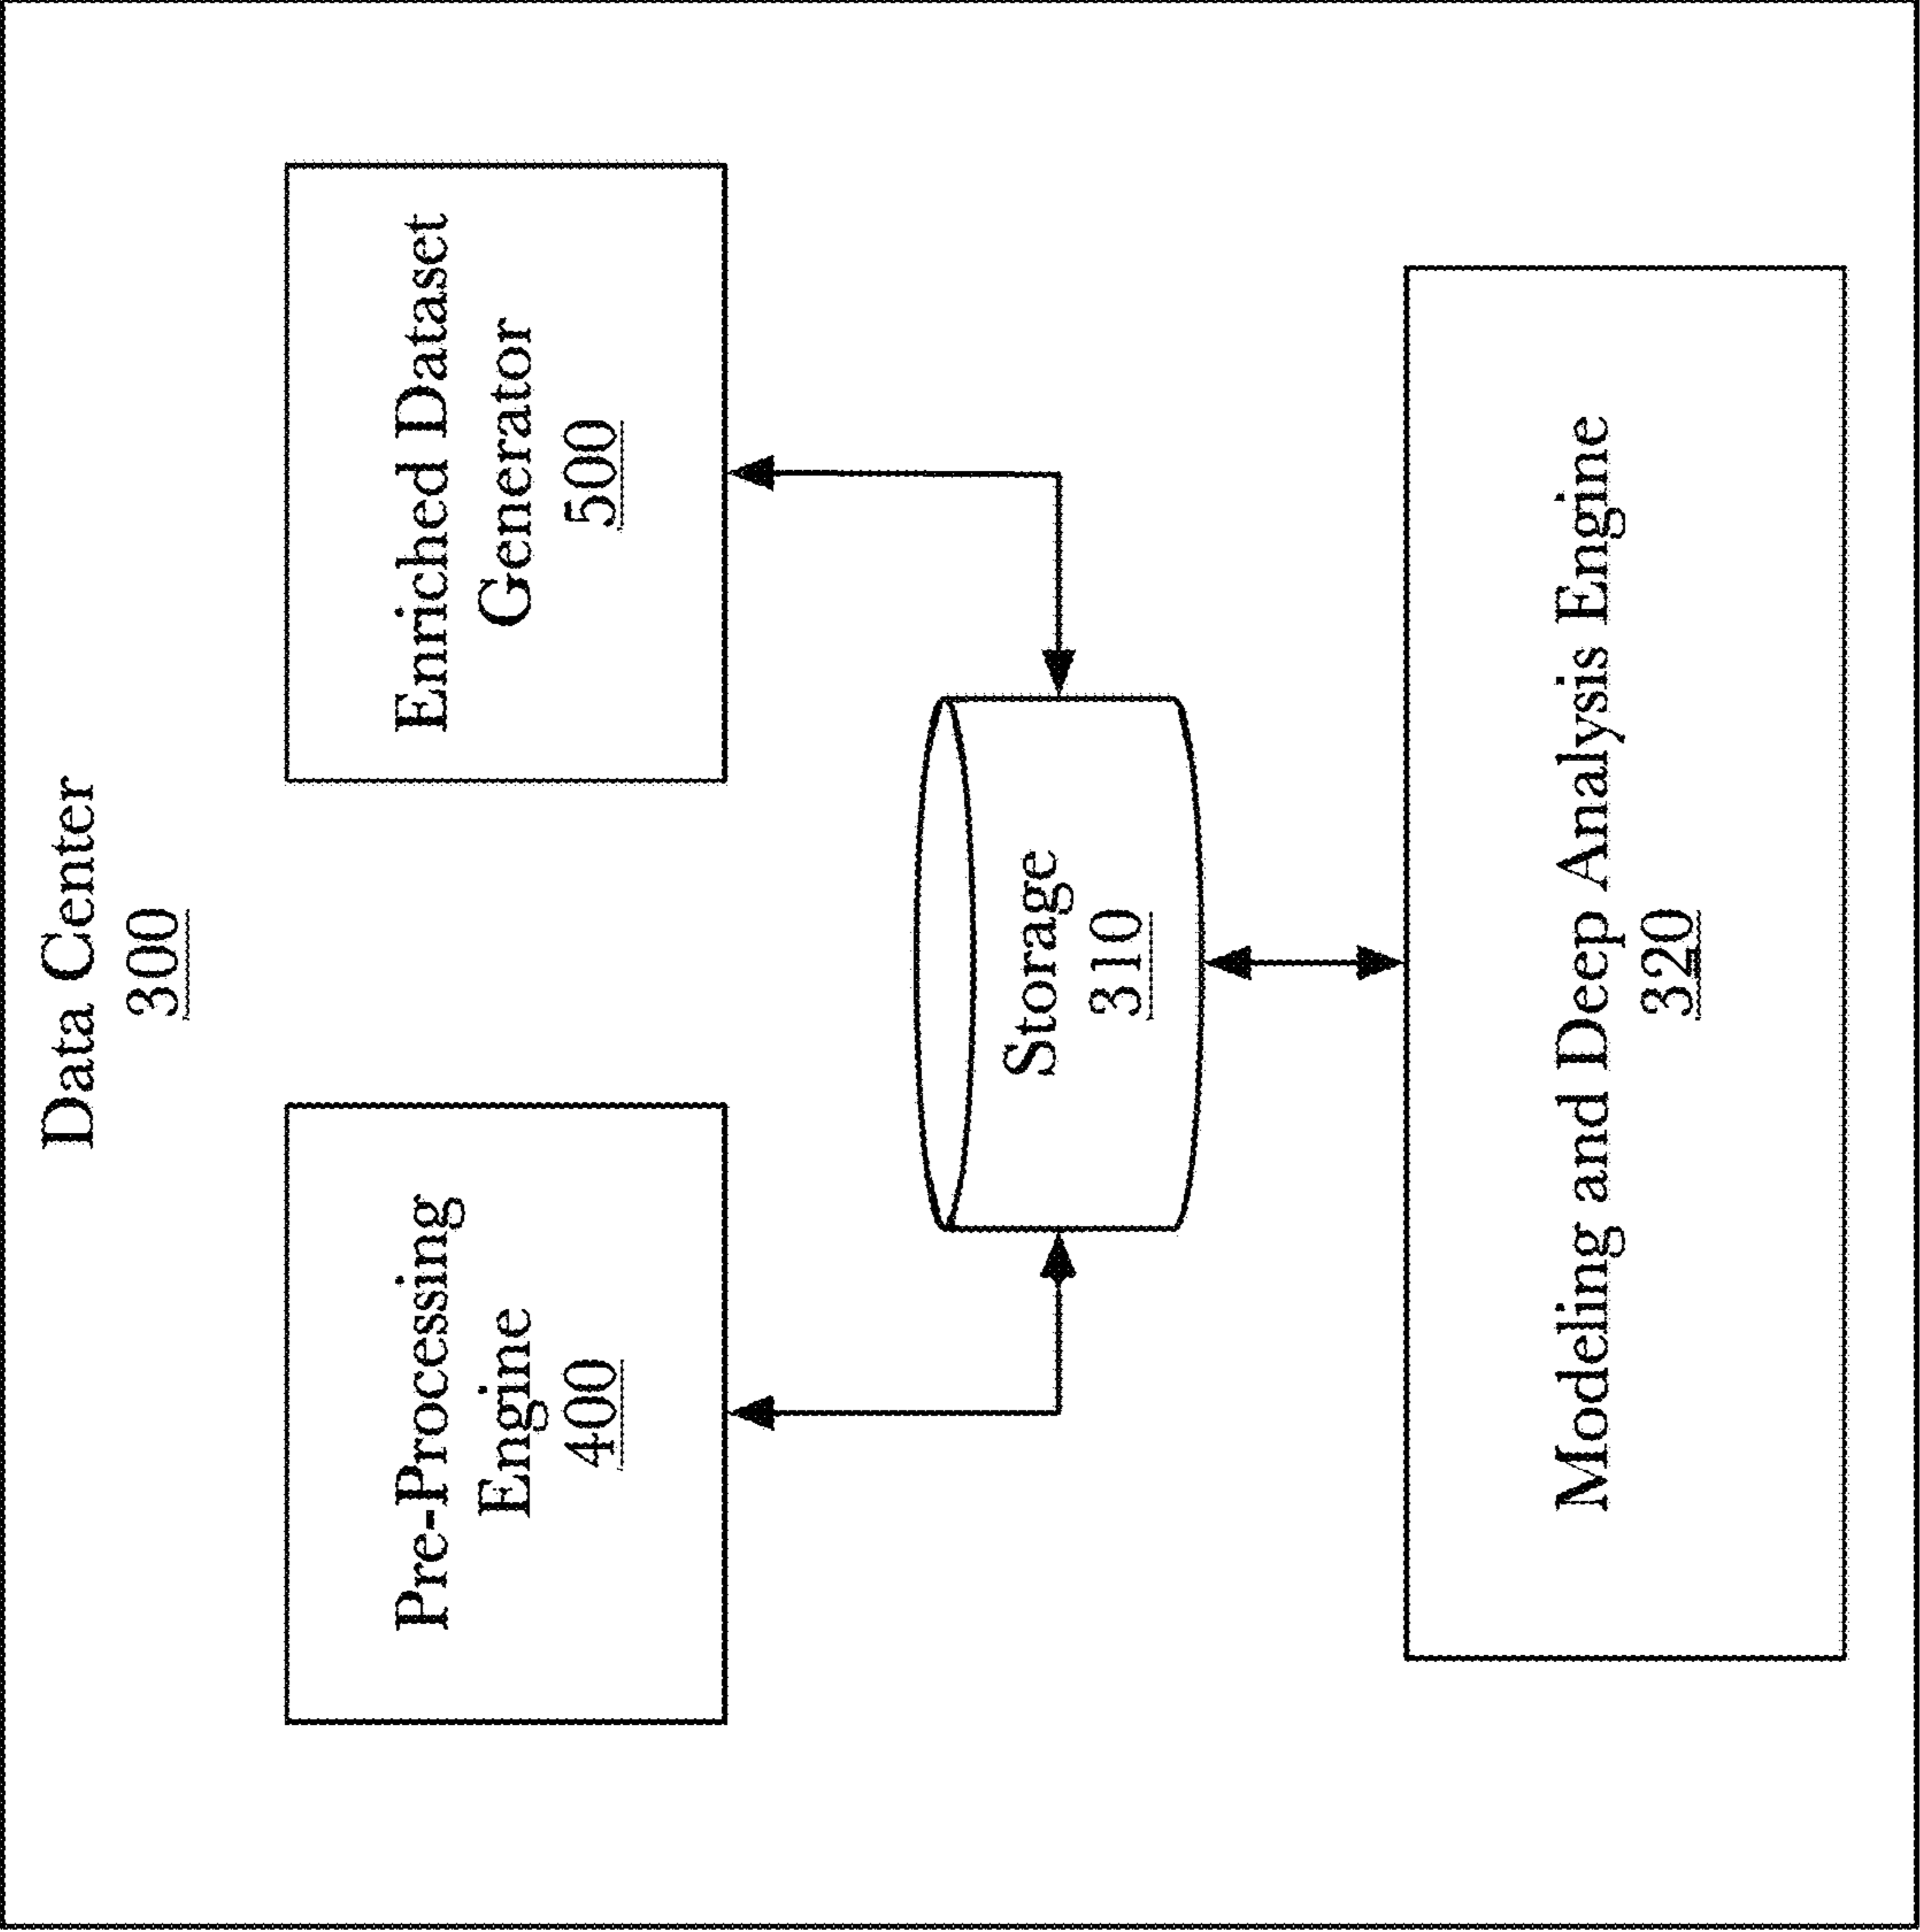 Data Center
300
Pre-Processing
Engine
400
Enriched Dataset
Generator
500
Storage
310
Modeling and Deep Analysis Engine
320